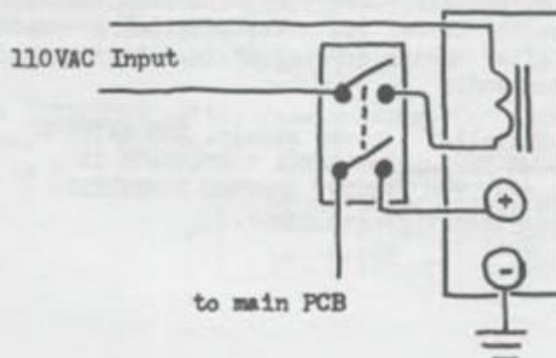 110VAC Input
+
-
to main PCB